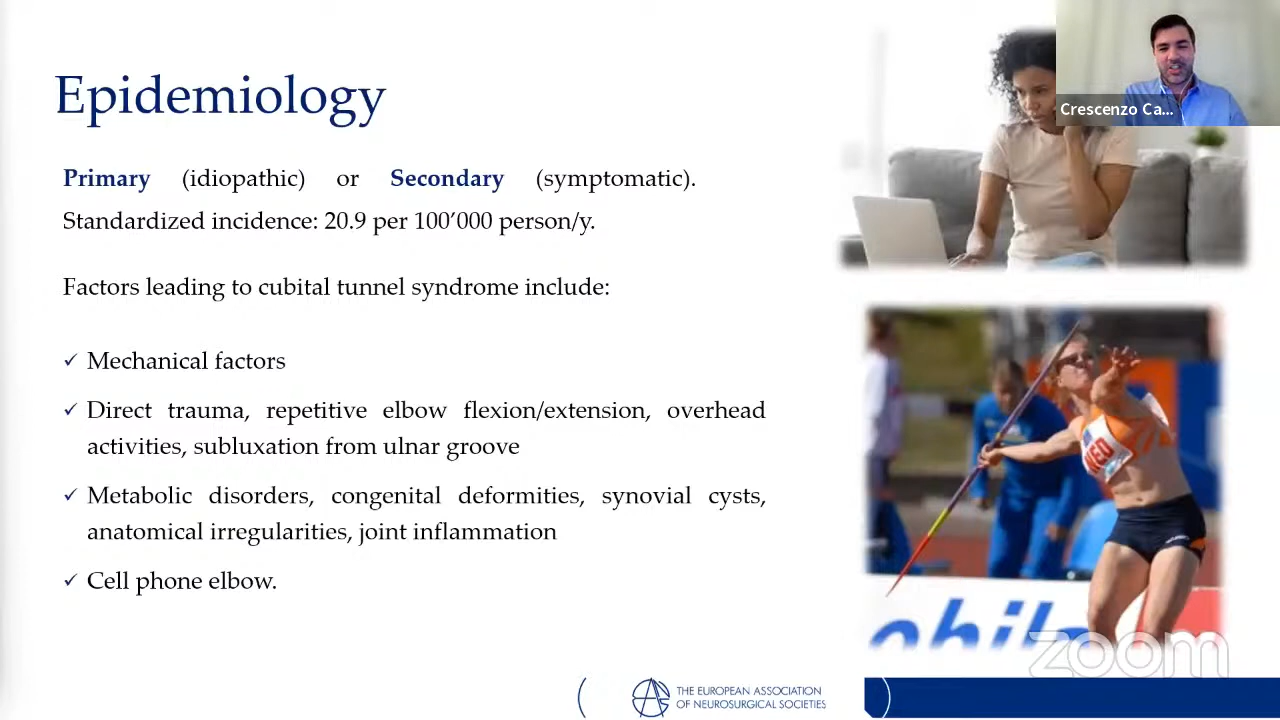 Epidemiology
Primary (idiopathic) or Secondary (symptomatic).
Standardized incidence: 20.9 per 100’000 person/y.
Factors leading to cubital tunnel syndrome include:
✓ Mechanical factors
✓ Direct trauma, repetitive elbow flexion/extension, overhead
activities, subluxation from ulnar groove
✓ Metabolic disorders, congenital deformities, synovial cysts,
anatomical irregularities, joint inflammation
✓ Cell phone elbow.
Crescenzo Ca...
zoom
THE EUROPEAN ASSOCIATION
OF NEUROSURGICAL SOCIETIES